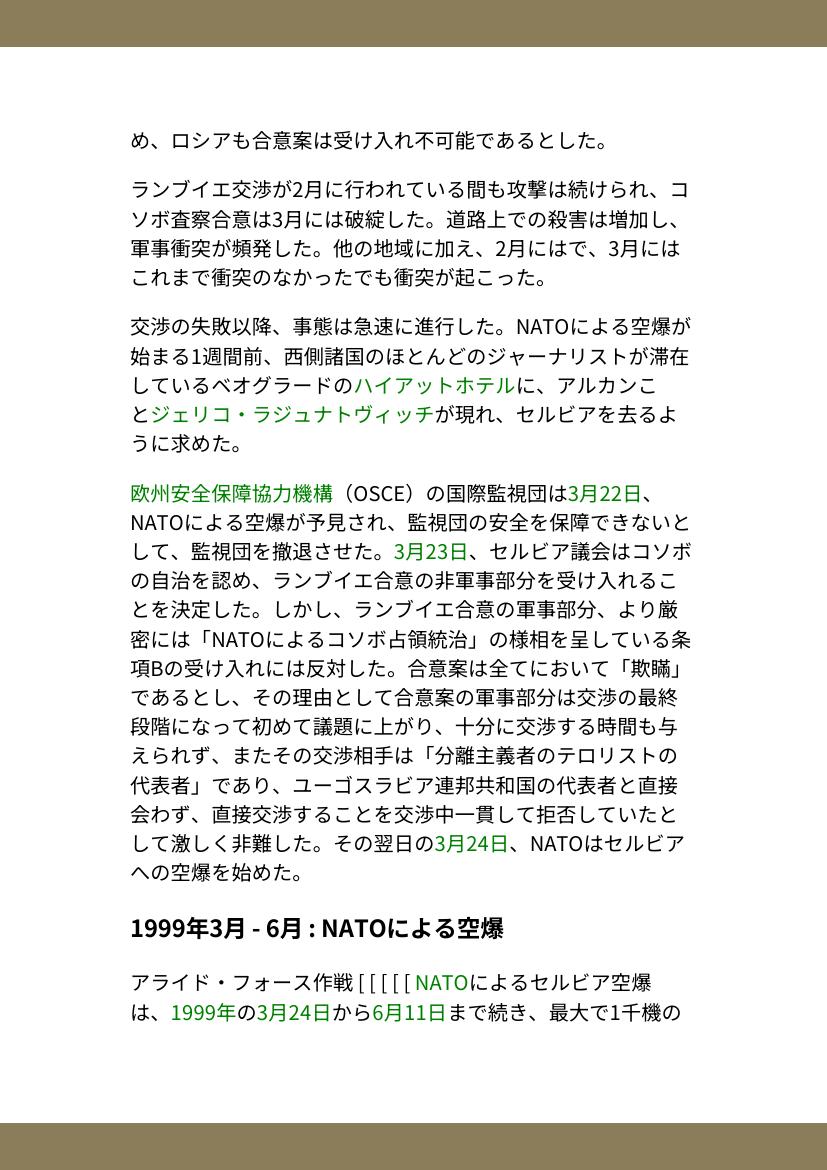 め、ロシアも合意案は受け入れ不可能であるとした。
ランブイエ交渉が2月に行われている間も攻撃は続けられ、コ
ソボ査察合意は3月には破綻した。道路上での殺害は増加し、
軍事衝突が頻発した。他の地域に加え、2月にはで、3月には
これまで衝突のなかったでも衝突が起こった。
交渉の失敗以降、事態は急速に進行した。NATOによる空爆が
始まる1週間前、西側諸国のほとんどのジャーナリストが滞在
しているベオグラードのハイアットホテルに、アルカンこ
とジェリコ・ラジュナトヴィッチが現れ、セルビアを去るよ
うに求めた。
欧州安全保障協力機構（OSCE）の国際監視団は3月22日、
NATOによる空爆が予見され、監視団の安全を保障できないと
して、監視団を撤退させた。3月23日、セルビア議会はコソボ
の自治を認め、ランブイエ合意の非軍事部分を受け入れるこ
とを決定した。しかし、ランブイエ合意の軍事部分、より厳
密には「NATOによるコソボ占領統治」の様相を呈している条
項Bの受け入れには反対した。合意案は全てにおいて「欺瞞」
であるとし、その理由として合意案の軍事部分は交渉の最終
段階になって初めて議題に上がり、十分に交渉する時間も与
えられず、またその交渉相手は「分離主義者のテロリストの
代表者」であり、ユーゴスラビア連邦共和国の代表者と直接
会わず、直接交渉することを交渉中一貫して拒否していたと
して激しく非難した。その翌日の3月24日、NATOはセルビア
への空爆を始めた。
1999年3月 - 6月 : NATOによる空爆
アライド・フォース作戦 [ [ [ [ [ NATOによるセルビア空爆
は、1999年の3月24日から6月11日まで続き、最大で1千機の